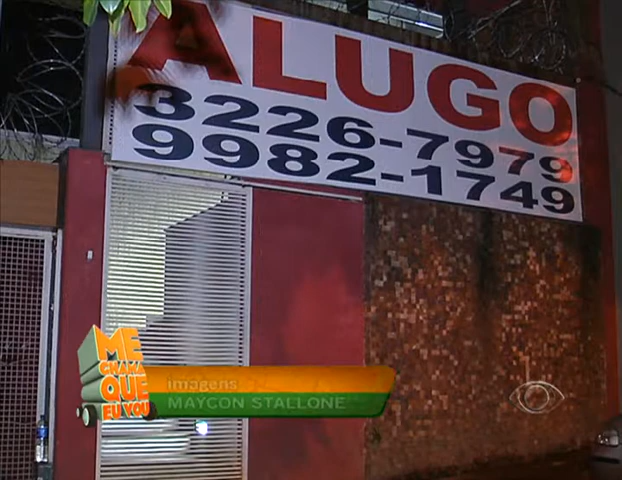 ALUGO
3226-7979
9982-1749
ME
CHAMA
QUE
EU VOU
imagens
MAYCON STALLONE